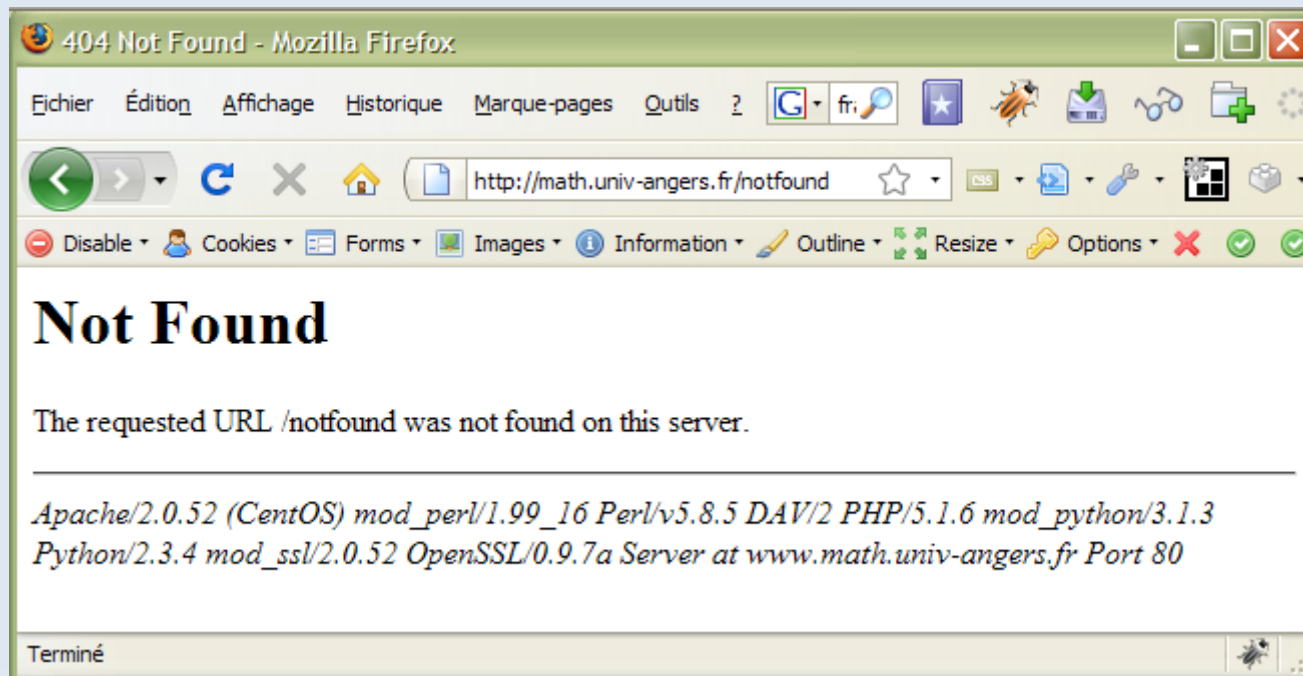 404 Not Found - Mozilla Firefox
Fichier Édition Affichage Historique Marque-pages Outils ? G fr
http://math.univ-angers.fr/notfound CSS
Disable Cookies Forms Images Information Outline Resize Options
Not Found
The requested URL /notfound was not found on this server.
Apache/2.0.52 (CentOS) mod_perl/1.99_16 Perl/v5.8.5 DAV/2 PHP/5.1.6 mod_python/3.1.3
Python/2.3.4 mod_ssl/2.0.52 OpenSSL/0.9.7a Server at www.math.univ-angers.fr Port 80
Terminé